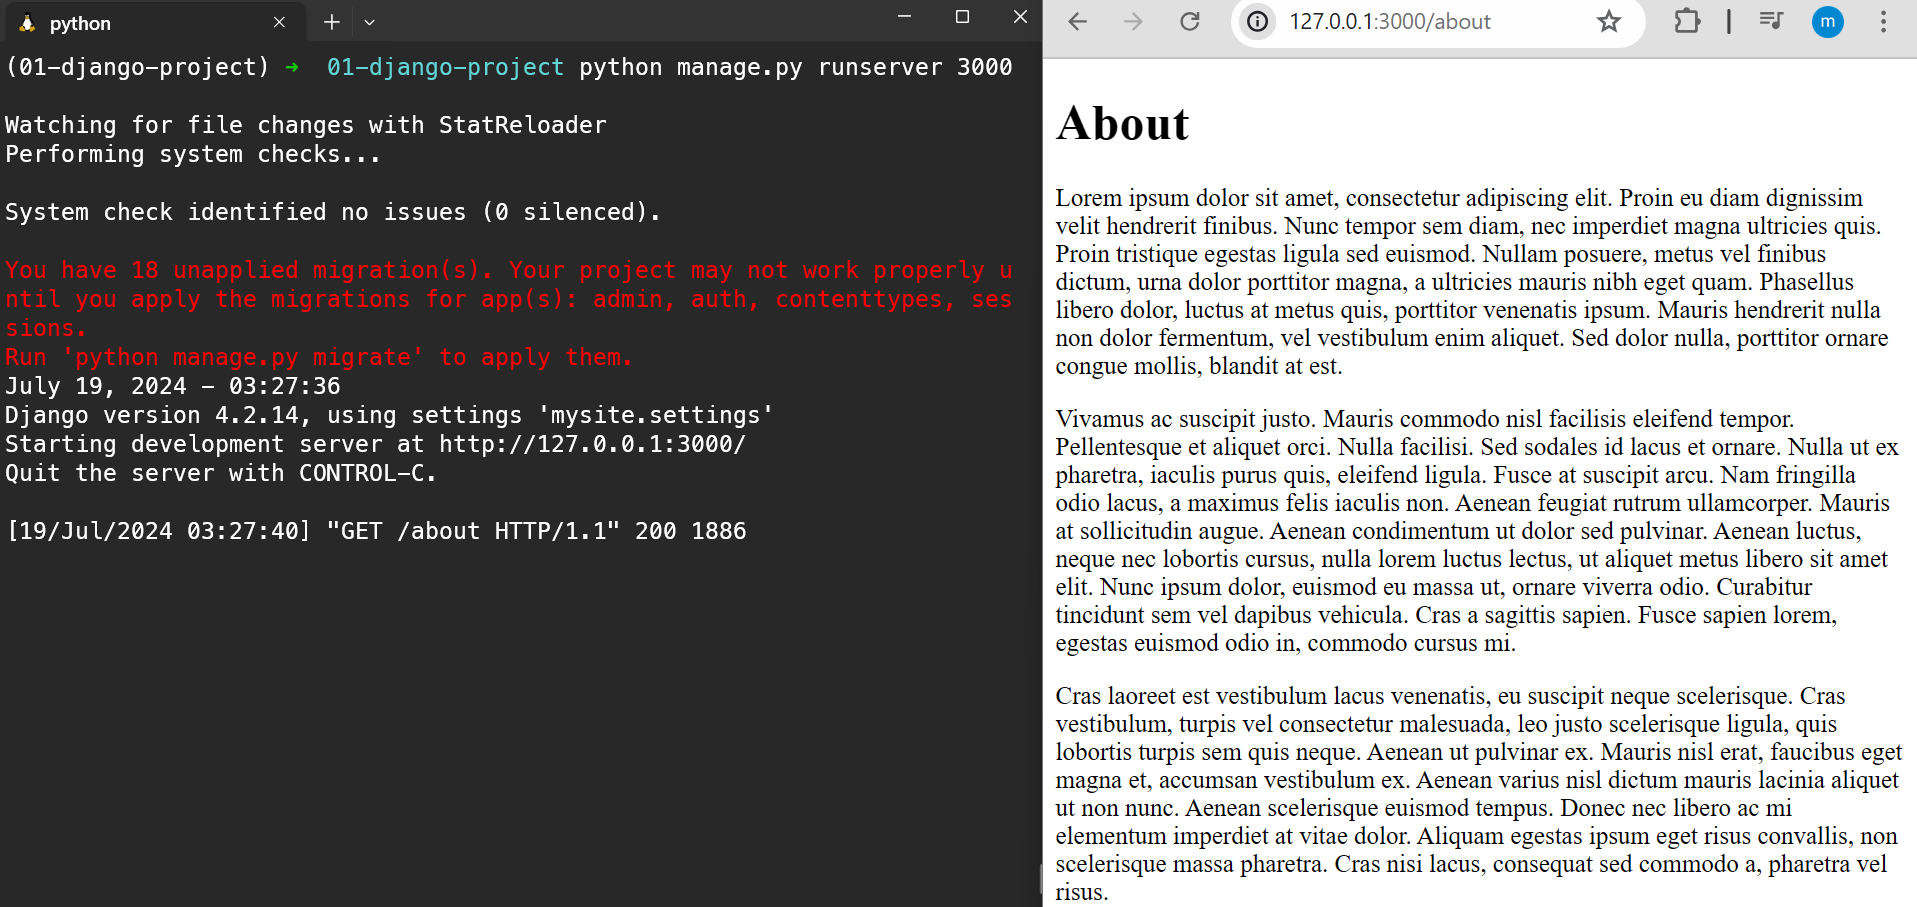 python
(01-django-project) ➜ 01-django-project python manage.py runserver 3000
Watching for file changes with StatReloader
Performing system checks...
System check identified no issues (0 silenced).
You have 18 unapplied migration(s). Your project may not work properly u
ntil you apply the migrations for app(s): admin, auth, contenttypes, ses
sions.
Run 'python manage.py migrate' to apply them.
July 19, 2024 - 03:27:36
Django version 4.2.14, using settings 'mysite.settings'
Starting development server at http://127.0.0.1:3000/
Quit the server with CONTROL-C.
[19/Jul/2024 03:27:40] "GET /about HTTP/1.1" 200 1886
127.0.0.1:3000/about
m
About
Lorem ipsum dolor sit amet, consectetur adipiscing elit. Proin eu diam dignissim
velit hendrerit finibus. Nunc tempor sem diam, nec imperdiet magna ultricies quis.
Proin tristique egestas ligula sed euismod. Nullam posuere, metus vel finibus
dictum, urna dolor porttitor magna, a ultricies mauris nibh eget quam. Phasellus
libero dolor, luctus at metus quis, porttitor venenatis ipsum. Mauris hendrerit nulla
non dolor fermentum, vel vestibulum enim aliquet. Sed dolor nulla, porttitor ornare
congue mollis, blandit at est.
Vivamus ac suscipit justo. Mauris commodo nisl facilisis eleifend tempor.
Pellentesque et aliquet orci. Nulla facilisi. Sed sodales id lacus et ornare. Nulla ut ex
pharetra, iaculis purus quis, eleifend ligula. Fusce at suscipit arcu. Nam fringilla
odio lacus, a maximus felis iaculis non. Aenean feugiat rutrum ullamcorper. Mauris
at sollicitudin augue. Aenean condimentum ut dolor sed pulvinar. Aenean luctus,
neque nec lobortis cursus, nulla lorem luctus lectus, ut aliquet metus libero sit amet
elit. Nunc ipsum dolor, euismod eu massa ut, ornare viverra odio. Curabitur
tincidunt sem vel dapibus vehicula. Cras a sagittis sapien. Fusce sapien lorem,
egestas euismod odio in, commodo cursus mi.
Cras laoreet est vestibulum lacus venenatis, eu suscipit neque scelerisque. Cras
vestibulum, turpis vel consectetur malesuada, leo justo scelerisque ligula, quis
lobortis turpis sem quis neque. Aenean ut pulvinar ex. Mauris nisl erat, faucibus eget
magna et, accumsan vestibulum ex. Aenean varius nisl dictum mauris lacinia aliquet
ut non nunc. Aenean scelerisque euismod tempus. Donec nec libero ac mi
elementum imperdiet at vitae dolor. Aliquam egestas ipsum eget risus convallis, non
scelerisque massa pharetra. Cras nisi lacus, consequat sed commodo a, pharetra vel
risus.